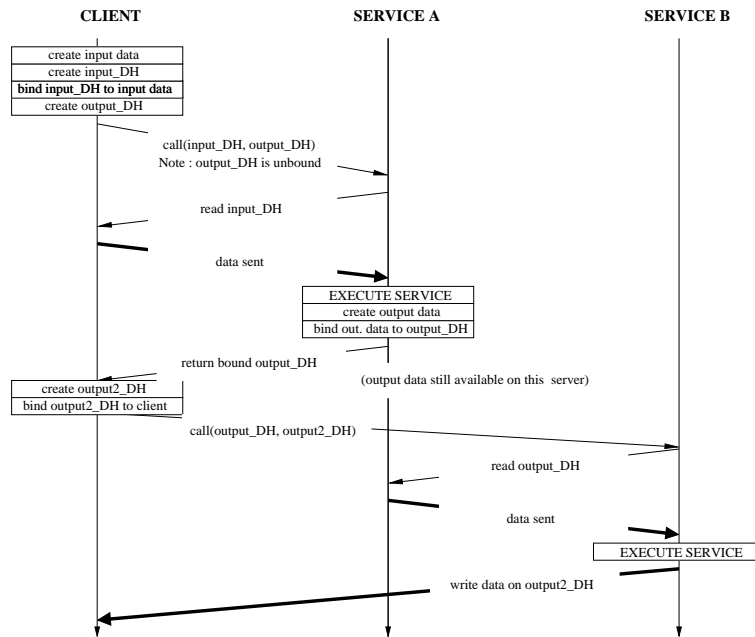 CLIENT SERVICE A SERVICE B
create input data
create input_DH
bind input_DH to input data
create output_DH
call(input_DH, output_DH)
Note : output_DH is unbound
read input_DH
data sent
EXECUTE SERVICE
create output data
bind out. data to output_DH
return bound output_DH
(output data still available on this server)
create output2_DH
bind output2_DH to client
call(output_DH, output2_DH)
read output_DH
data sent
EXECUTE SERVICE
write data on output2_DH